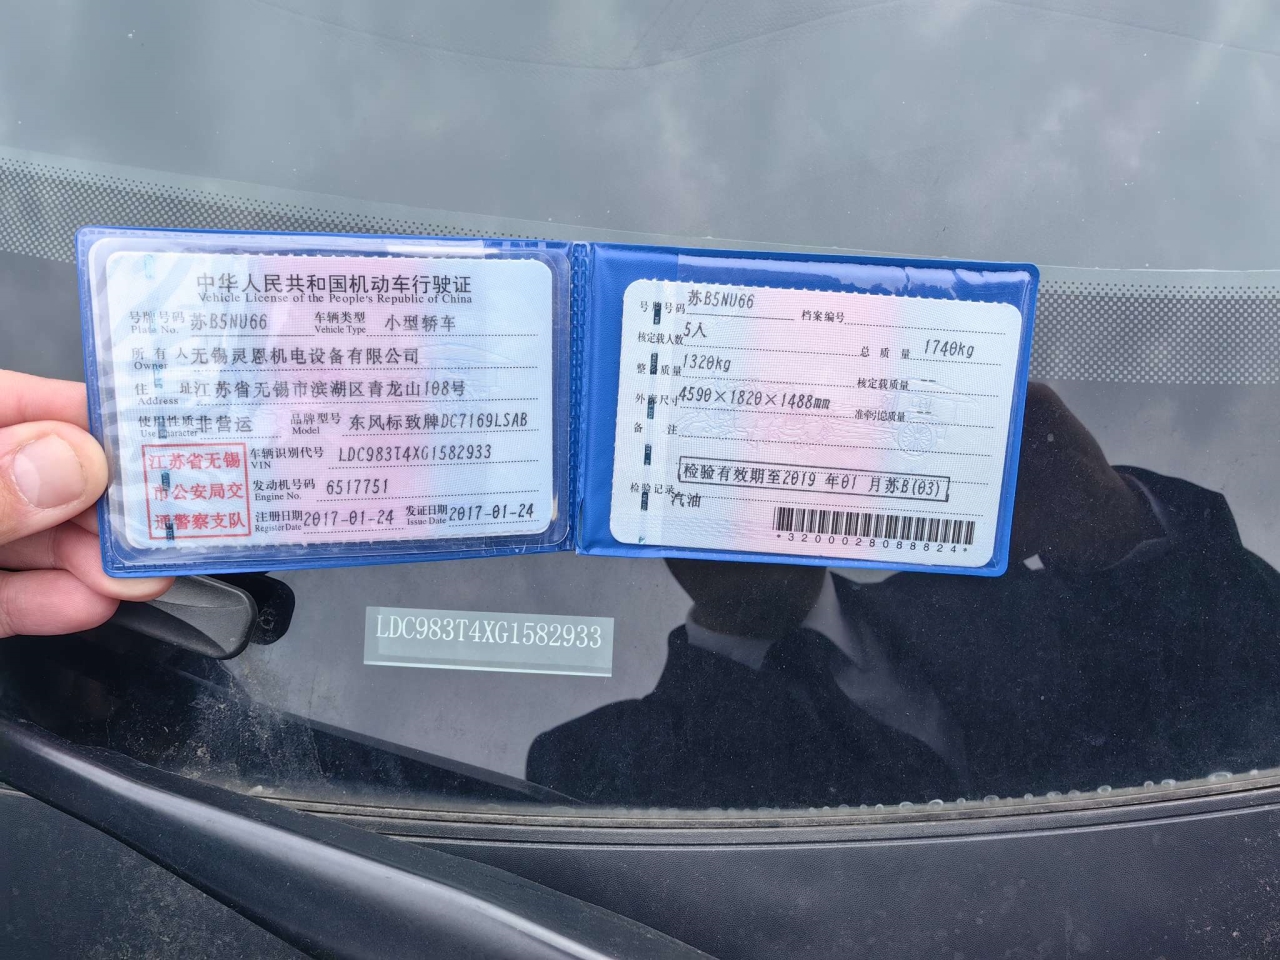 中华人民共和国机动车行驶证
Vehicle License of the People's Republic of China
号牌号码 苏B5NU66 车辆类型 小型轿车
Plate No. Vehicle Type
所有人 无锡灵恩机电设备有限公司
Owner
住址 江苏省无锡市滨湖区青龙山108号
Address
使用性质 非营运 品牌型号 东风标致牌DC7169LSAB
Use Character Model
江苏省无锡
市公安局交
通警察支队
车辆识别代号 LDC983T4XG1582933
VIN
发动机号码 6517751
Engine No.
注册日期 2017-01-24 发证日期 2017-01-24
Register Date Issue Date
号牌号码 苏B5NU66 档案编号
核定载人数 5人 总质量 1740kg
整备质量 1320kg 核定载质量 --
外廓尺寸 4590×1820×1488mm 准牵引总质量 --
备注
检验有效期至2019年01月苏B(03)
检验记录
汽油
*3200028088824*
LDC983T4XG1582933